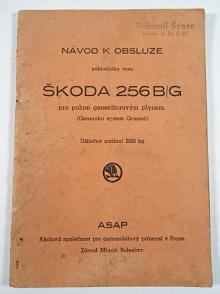 Bohumil Švarc
NÁVOD K OBSLUZE
nákladního vozu
ŠKODA 256 B/G
pro pohon generátorovým plynem.
(Generator system Grazert.)
Užitečné zatížení 2500 kg
ASAP
Akciová společnost pro automobilový průmysl v Praze.
Závod Mladá Boleslav.